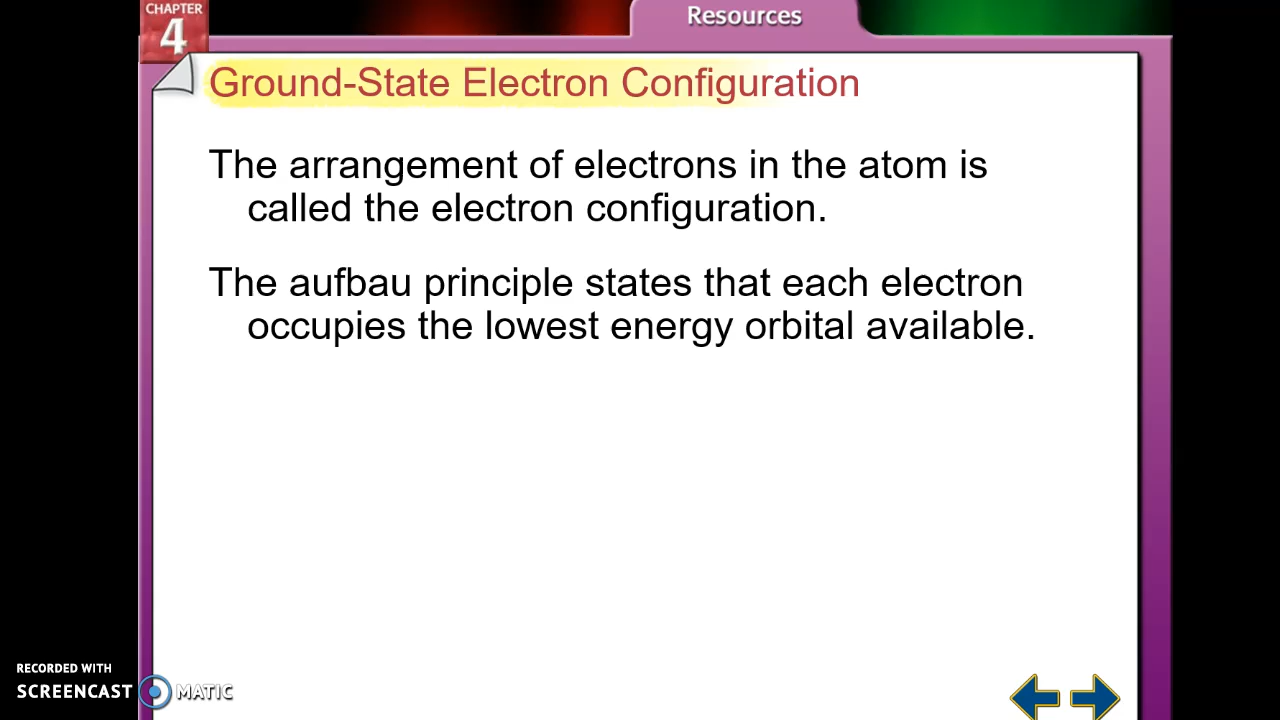 CHAPTER
4
Resources
Ground-State Electron Configuration
The arrangement of electrons in the atom is
called the electron configuration.
The aufbau principle states that each electron
occupies the lowest energy orbital available.
RECORDED WITH
SCREENCAST MATIC